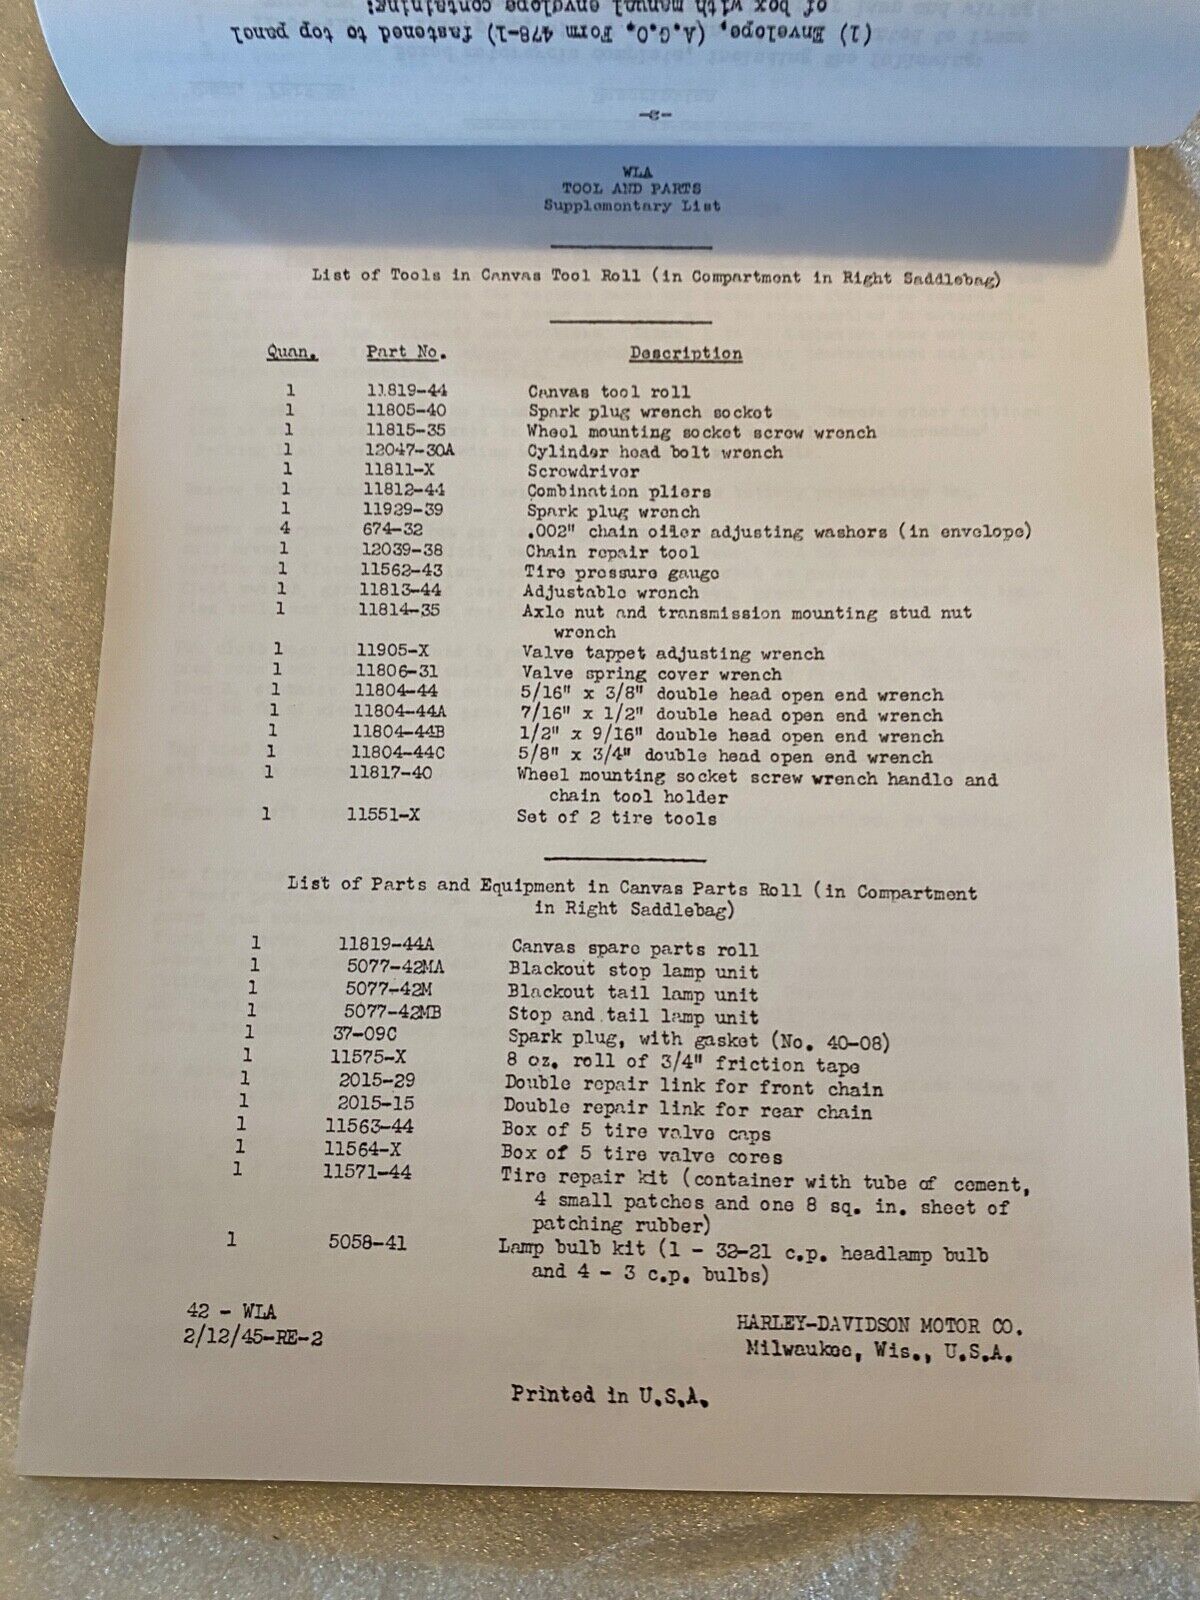 (1) Envelope, (A.G.O. Form 478-1) fastened to top panel
of box with manual envelope containing:
-2-
WLA
TOOL AND PARTS
Supplementary List
List of Tools in Canvas Tool Roll (in Compartment in Right Saddlebag)
Quan. Part No. Description
1 11819-44 Canvas tool roll
1 11805-40 Spark plug wrench socket
1 11815-35 Wheel mounting socket screw wrench
1 12047-30A Cylinder head bolt wrench
1 11811-X Screwdriver
1 11812-44 Combination pliers
1 11929-39 Spark plug wrench
4 674-32 .002" chain oiler adjusting washers (in envelope)
1 12039-38 Chain repair tool
1 11562-43 Tire pressure gauge
1 11813-44 Adjustable wrench
1 11814-35 Axle nut and transmission mounting stud nut
wrench
1 11905-X Valve tappet adjusting wrench
1 11806-31 Valve spring cover wrench
1 11804-44 5/16" x 3/8" double head open end wrench
1 11804-44A 7/16" x 1/2" double head open end wrench
1 11804-44B 1/2" x 9/16" double head open end wrench
1 11804-44C 5/8" x 3/4" double head open end wrench
1 11817-40 Wheel mounting socket screw wrench handle and
chain tool holder
1 11551-X Set of 2 tire tools
List of Parts and Equipment in Canvas Parts Roll (in Compartment
in Right Saddlebag)
1 11819-44A Canvas spare parts roll
1 5077-42MA Blackout stop lamp unit
1 5077-42M Blackout tail lamp unit
1 5077-42MB Stop and tail lamp unit
1 37-09C Spark plug, with gasket (No. 40-08)
1 11575-X 8 oz. roll of 3/4" friction tape
1 2015-29 Double repair link for front chain
1 2015-15 Double repair link for rear chain
1 11563-44 Box of 5 tire valve caps
1 11564-X Box of 5 tire valve cores
1 11571-44 Tire repair kit (container with tube of cement,
4 small patches and one 8 sq. in. sheet of
patching rubber)
1 5058-41 Lamp bulb kit (1 - 32-21 c.p. headlamp bulb
and 4 - 3 c.p. bulbs)
42 - WLA
2/12/45-RE-2
HARLEY-DAVIDSON MOTOR CO.
Milwaukee, Wis., U.S.A.
Printed in U.S.A.